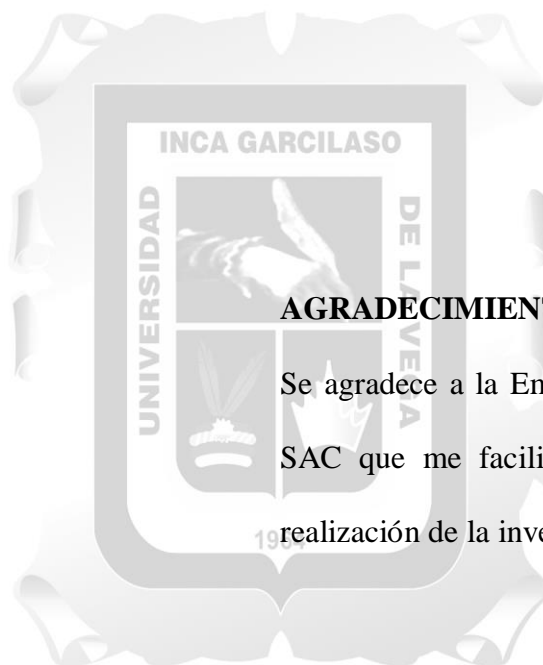 INCA GARCILASO
UNIVERSIDAD
DE LA VEGA
AGRADECIMIEN
Se agradece a la En
SAC que me facili
realización de la inve